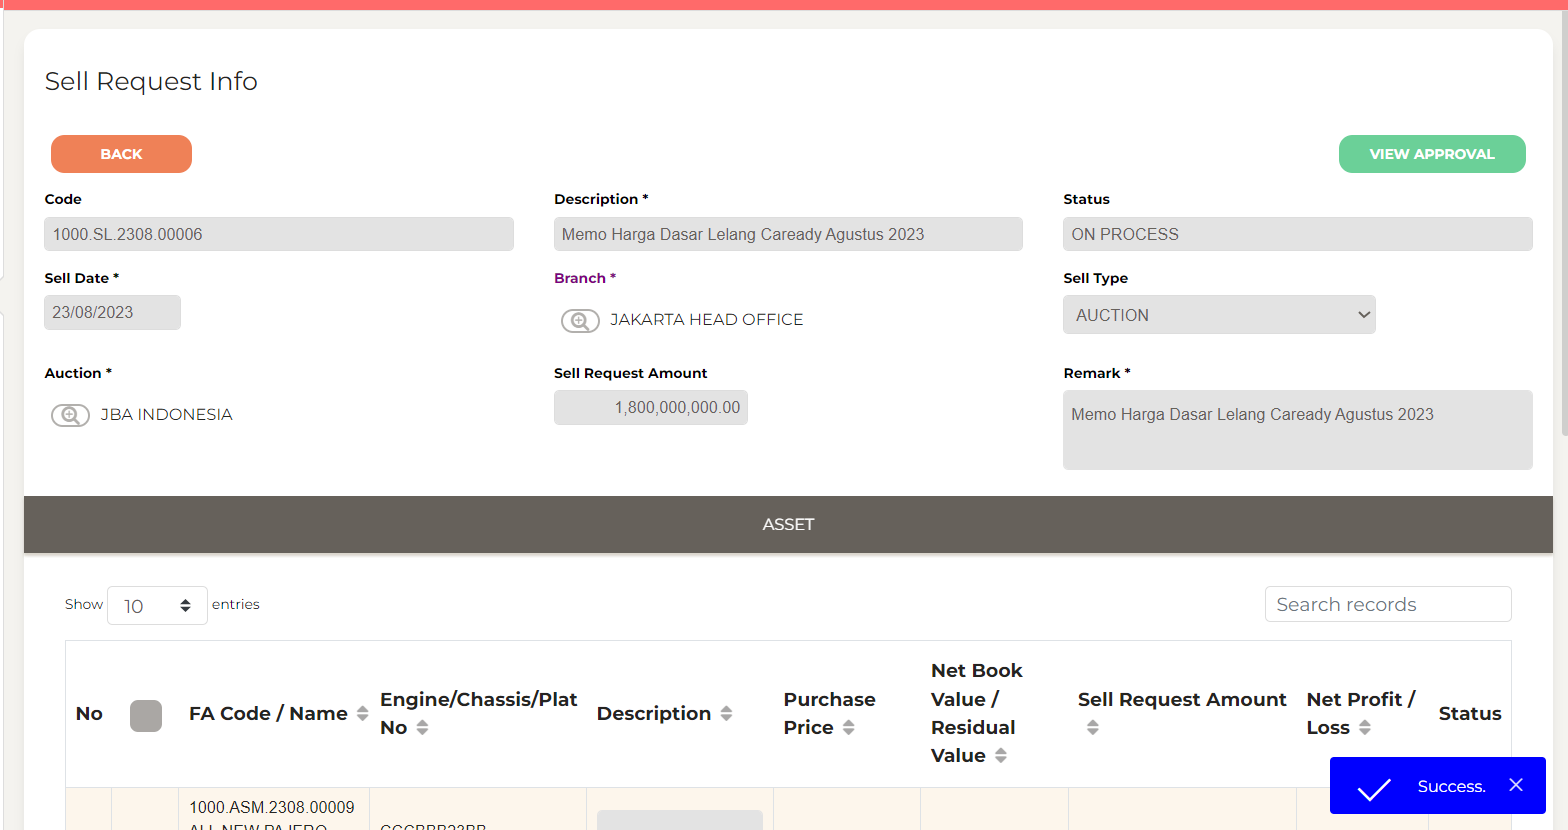 Sell Request Info
BACK
VIEW APPROVAL
Code
Description *
Status
1000.SL.2308.00006
Memo Harga Dasar Lelang Caready Agustus 2023
ON PROCESS
Sell Date *
Branch *
Sell Type
23/08/2023
JAKARTA HEAD OFFICE
AUCTION
Auction *
Sell Request Amount
Remark *
JBA INDONESIA
1,800,000,000.00
Memo Harga Dasar Lelang Caready Agustus 2023
ASSET
Show 10 entries
Search records
No
FA Code / Name
Engine/Chassis/Plat
No
Description
Purchase
Price
Net Book
Value /
Residual
Value
Sell Request Amount
Net Profit /
Loss
Status
Success.
1000.ASM.2308.00009
ALL NEW PAJERO